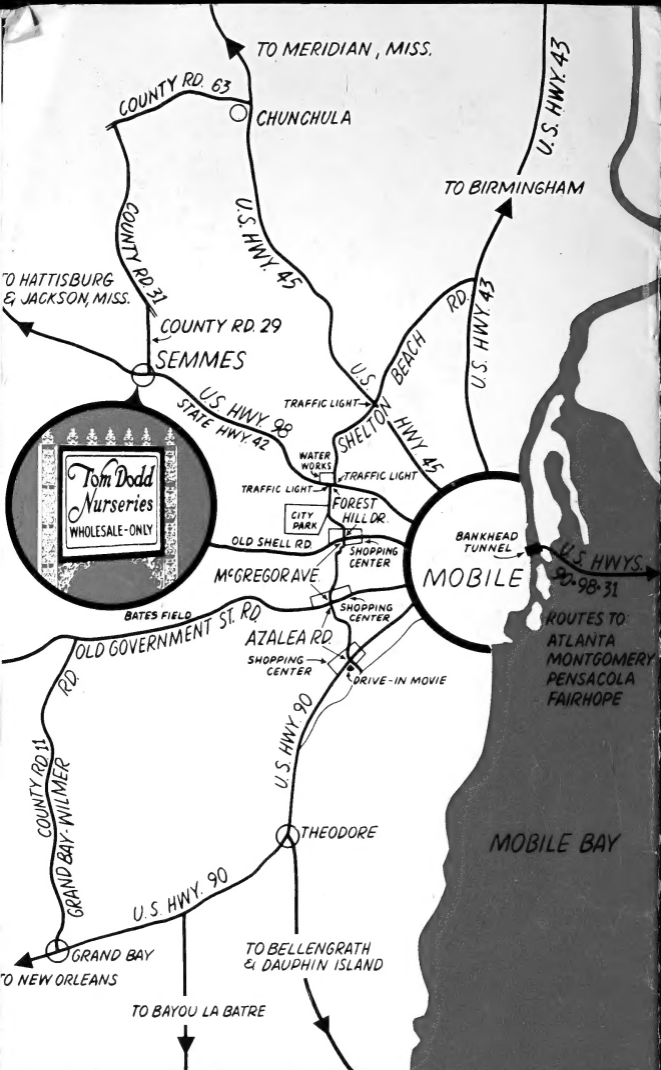 TO MERIDIAN, MISS.
COUNTY RD. 63
CHUNCHULA
U.S. HWY. 43
TO BIRMINGHAM
COUNTY RD. 31
U.S. HWY. 45
TO HATTISBURG
& JACKSON, MISS.
COUNTY RD. 29
SEMMES
U.S. HWY. 98
STATE HWY. 42
TRAFFIC LIGHT
U.S.
HWY 45
SHELTON BEACH RD.
U.S. HWY. 43
Tom Dodd
Nurseries
WHOLESALE-ONLY
WATER
WORKS
TRAFFIC LIGHT
TRAFFIC LIGHT
FOREST
HILL DR.
CITY
PARK
OLD SHELL RD
SHOPPING
CENTER
McGREGOR AVE.
MOBILE
BANKHEAD
TUNNEL
U.S. HWYS.
90·98·31
ROUTES TO:
ATLANTA
MONTGOMERY
PENSACOLA
FAIRHOPE
BATES FIELD
OLD GOVERNMENT ST. RD.
SHOPPING
CENTER
AZALEA RD.
SHOPPING
CENTER
DRIVE-IN MOVIE
U.S. HWY. 90
COUNTY RD 11
GRAND BAY-WILMER RD.
THEODORE
MOBILE BAY
U.S. HWY. 90
GRAND BAY
TO NEW ORLEANS
TO BELLENGRATH
& DAUPHIN ISLAND
TO BAYOU LA BATRE